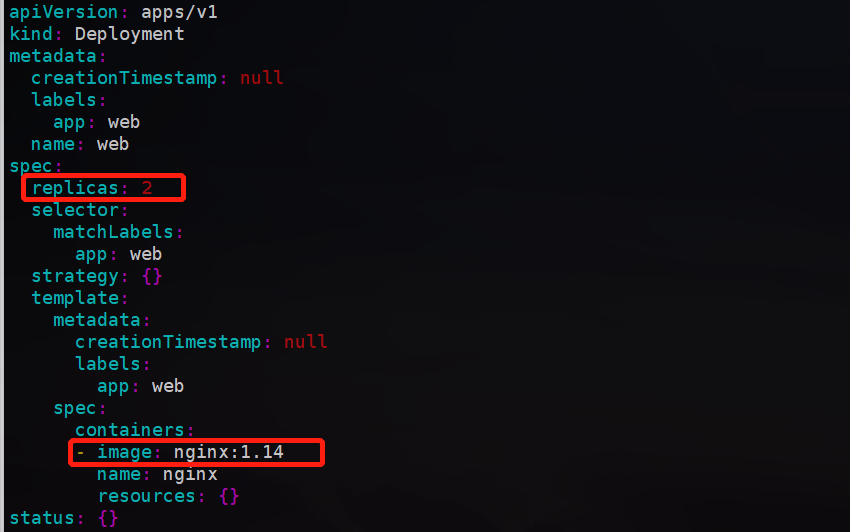 apiVersion: apps/v1
kind: Deployment
metadata:
  creationTimestamp: null
  labels:
    app: web
  name: web
spec:
  replicas: 2
  selector:
    matchLabels:
      app: web
  strategy: {}
  template:
    metadata:
      creationTimestamp: null
      labels:
        app: web
    spec:
      containers:
      - image: nginx:1.14
        name: nginx
        resources: {}
status: {}